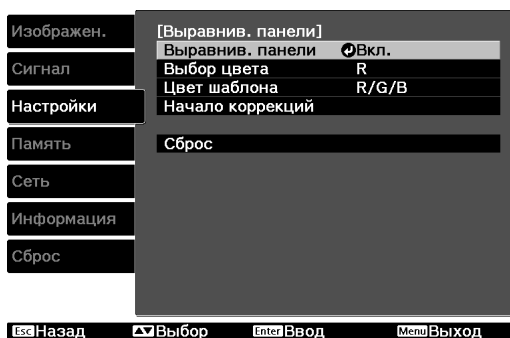 Изображен.
Сигнал
Настройки
Память
Сеть
Информация
Сброс
[Выравнив. панели]
Выравнив. панели Вкл.
Выбор цвета R
Цвет шаблона R/G/B
Начало коррекций
Сброс
Esc Назад Выбор Enter Ввод Menu Выход